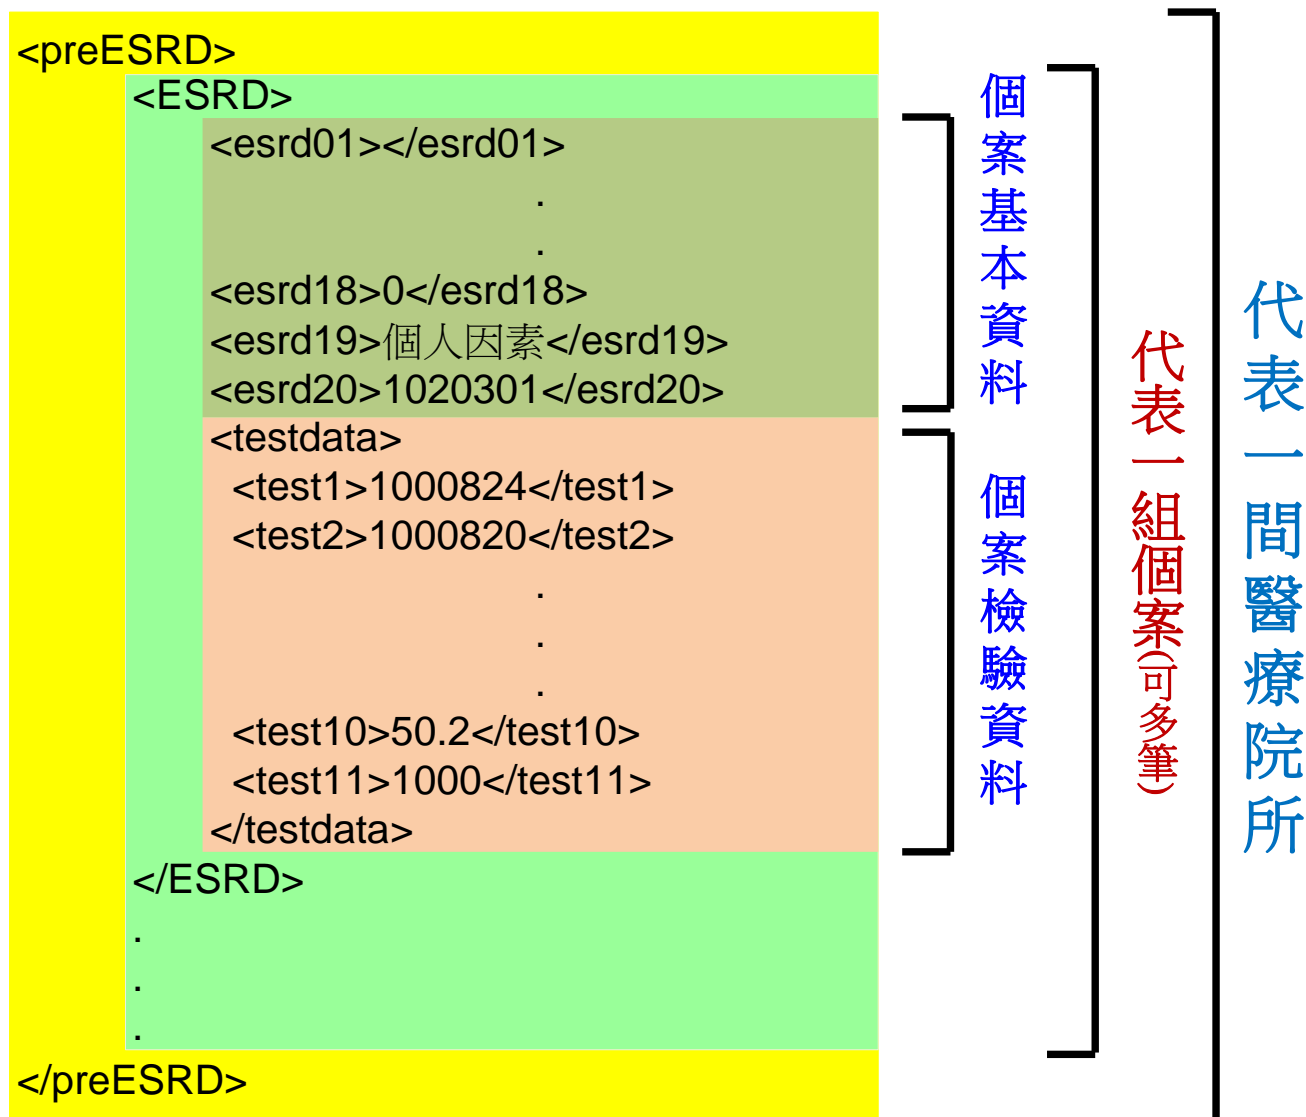 <preESRD>
<ESRD>
<esrd01></esrd01>
.
.
<esrd18>0</esrd18>
<esrd19>個人因素</esrd19>
<esrd20>1020301</esrd20>
<testdata>
<test1>1000824</test1>
<test2>1000820</test2>
.
.
.
<test10>50.2</test10>
<test11>1000</test11>
</testdata>
</ESRD>
.
.
.
</preESRD>
個案基本資料
個案檢驗資料
代表一組個案(可多筆)
代表一間醫療院所